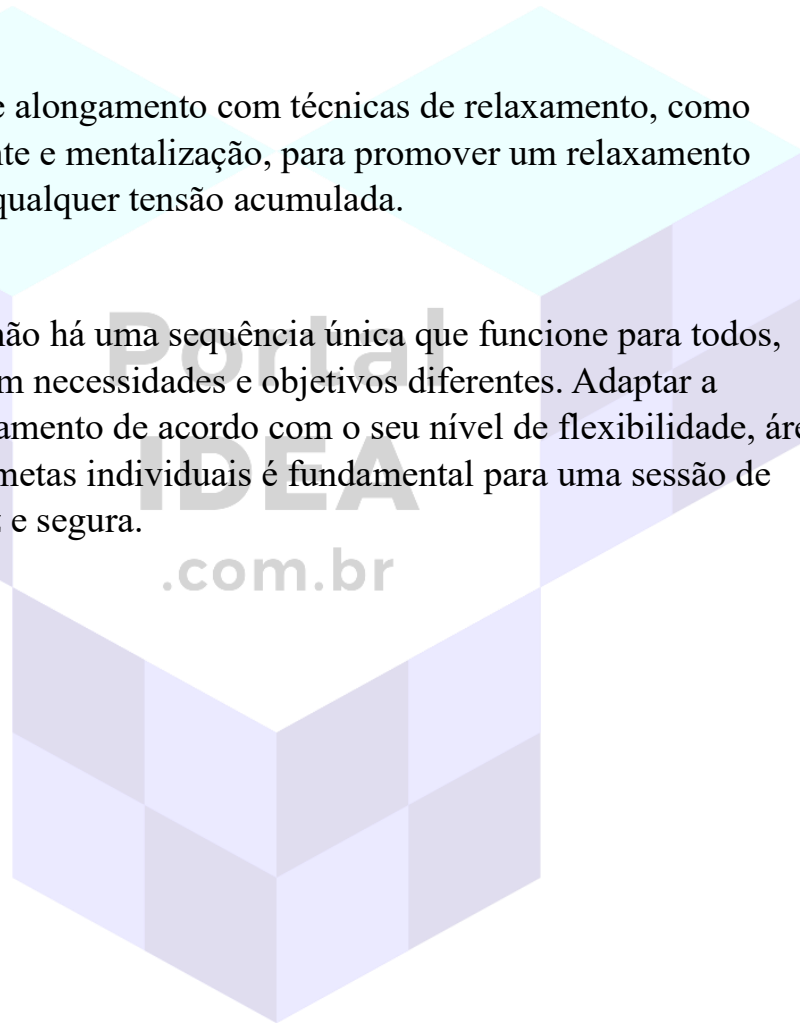 e alongamento com técnicas de relaxamento, como
nte e mentalização, para promover um relaxamento
qualquer tensão acumulada.
não há uma sequência única que funcione para todos,
m necessidades e objetivos diferentes. Adaptar a
amento de acordo com o seu nível de flexibilidade, áre
metas individuais é fundamental para uma sessão de
z e segura.
Portal
IDEA
.com.br